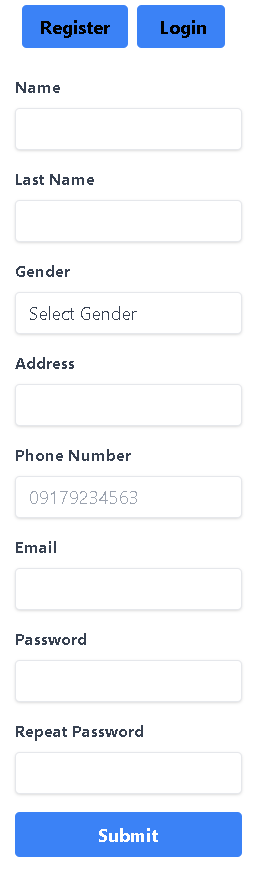 Register Login
Name
Last Name
Gender
Select Gender
Address
Phone Number
09179234563
Email
Password
Repeat Password
Submit